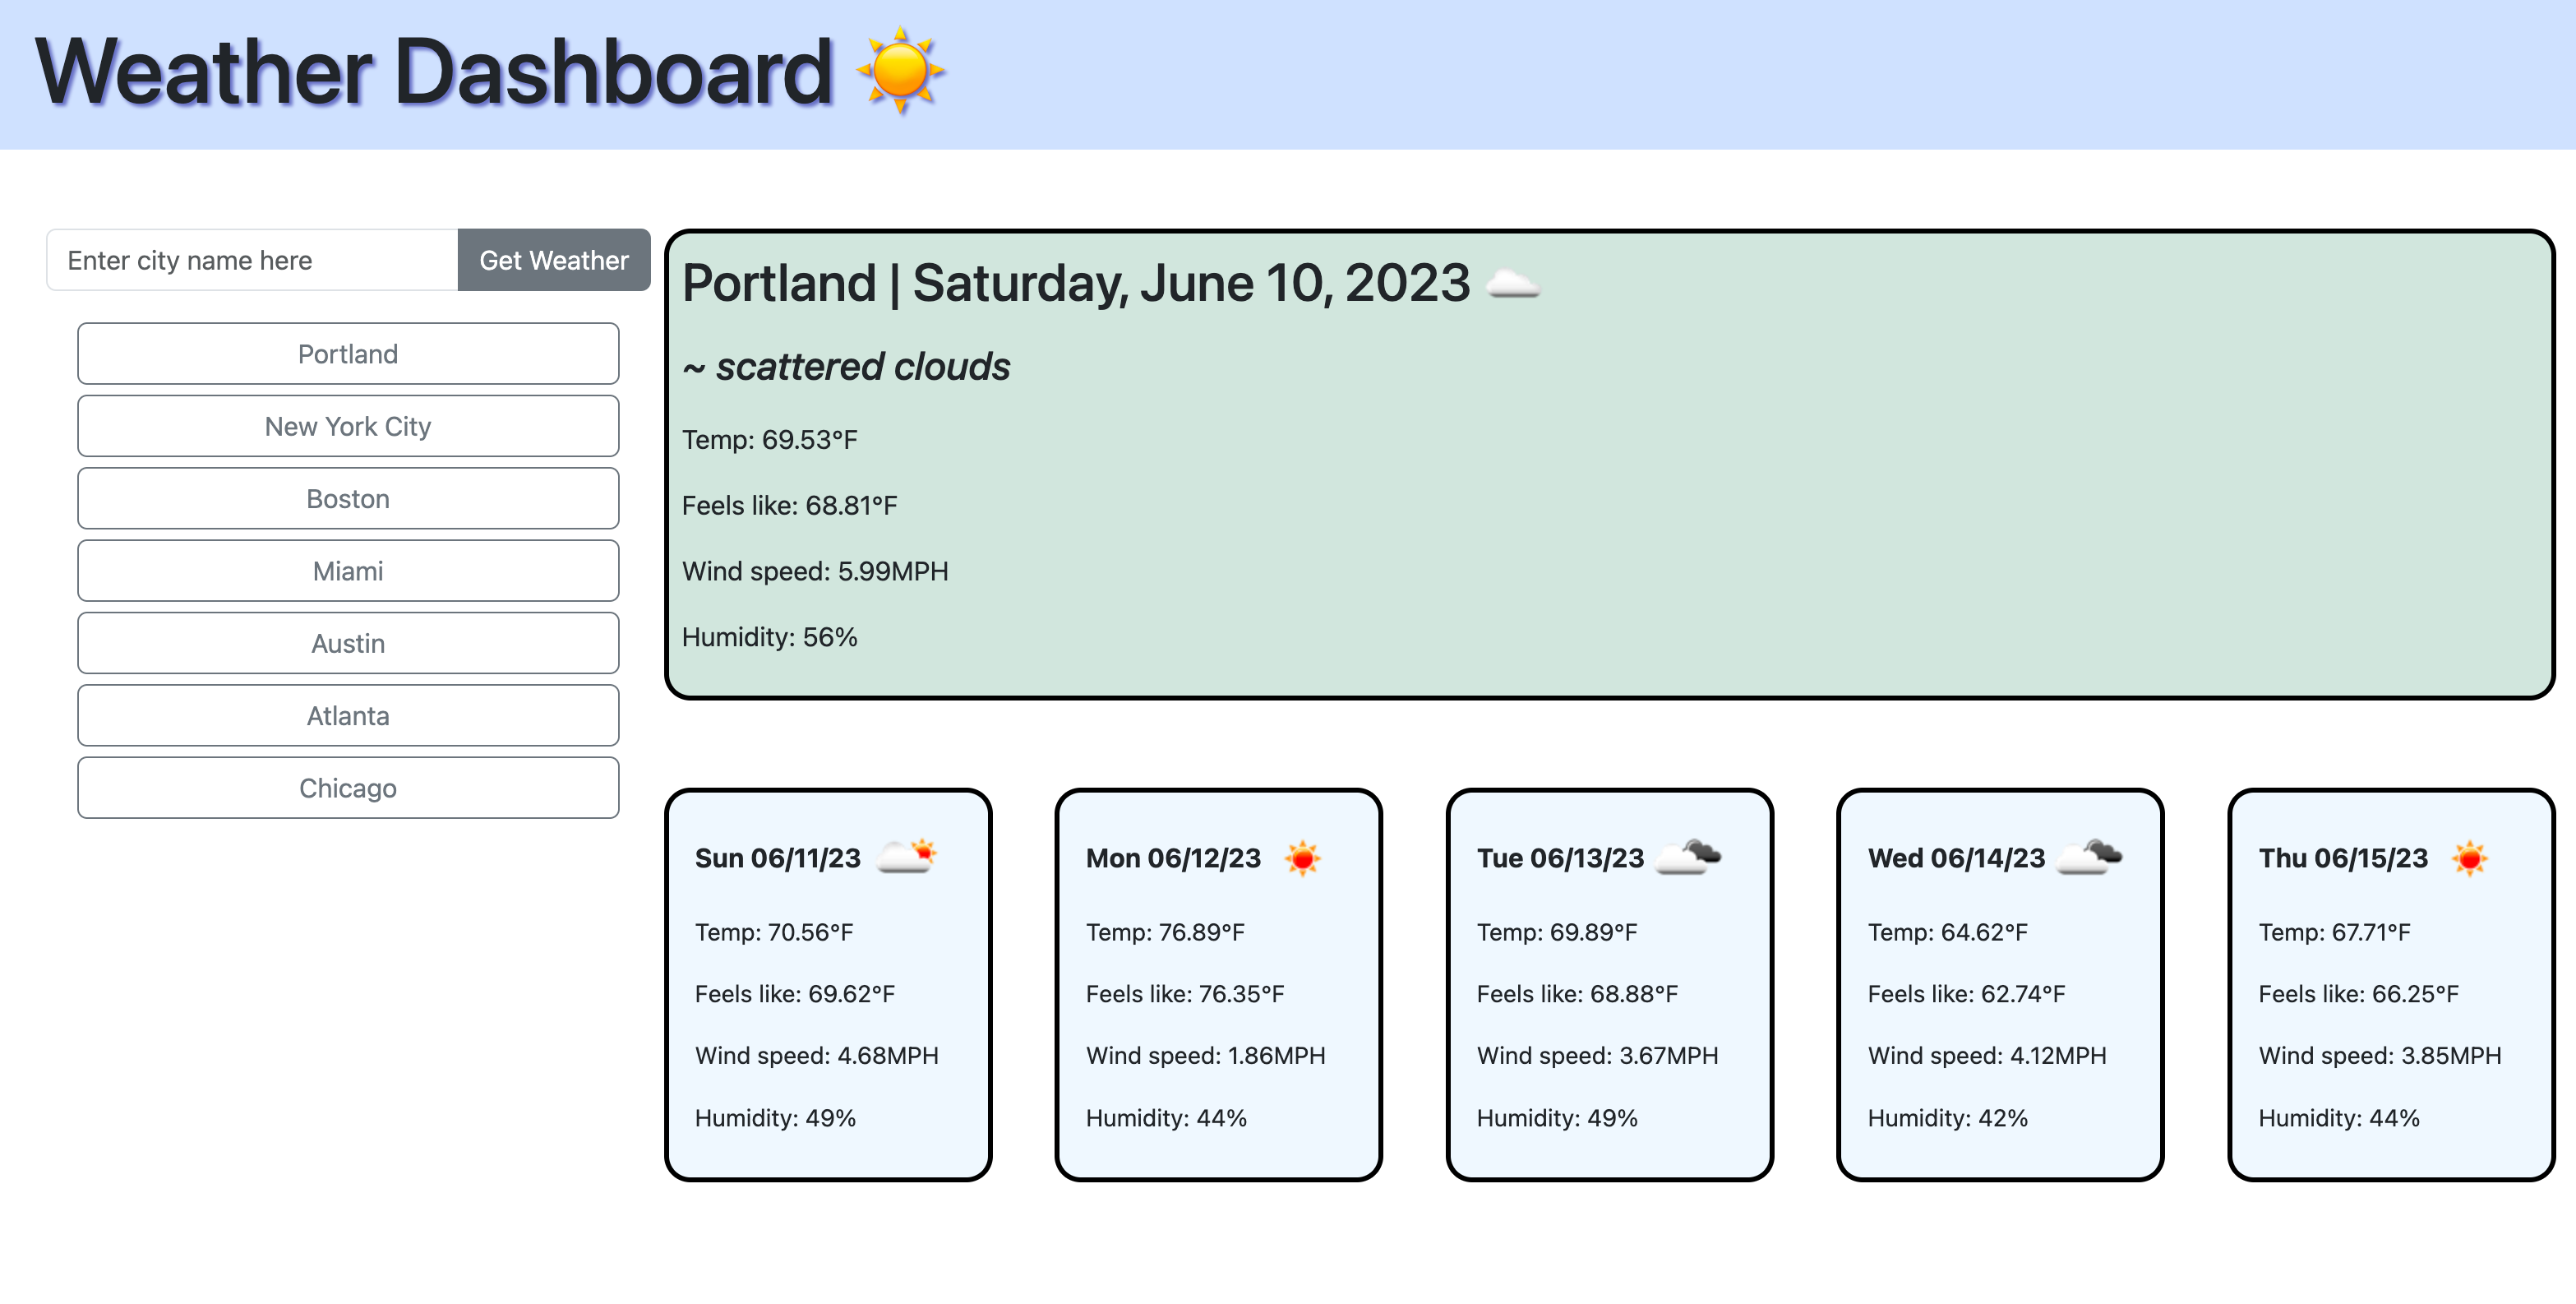 Weather Dashboard
Enter city name here
Get Weather
Portland
New York City
Boston
Miami
Austin
Atlanta
Chicago
Portland | Saturday, June 10, 2023
~ scattered clouds
Temp: 69.53°F
Feels like: 68.81°F
Wind speed: 5.99MPH
Humidity: 56%
Sun 06/11/23
Temp: 70.56°F
Feels like: 69.62°F
Wind speed: 4.68MPH
Humidity: 49%
Mon 06/12/23
Temp: 76.89°F
Feels like: 76.35°F
Wind speed: 1.86MPH
Humidity: 44%
Tue 06/13/23
Temp: 69.89°F
Feels like: 68.88°F
Wind speed: 3.67MPH
Humidity: 49%
Wed 06/14/23
Temp: 64.62°F
Feels like: 62.74°F
Wind speed: 4.12MPH
Humidity: 42%
Thu 06/15/23
Temp: 67.71°F
Feels like: 66.25°F
Wind speed: 3.85MPH
Humidity: 44%